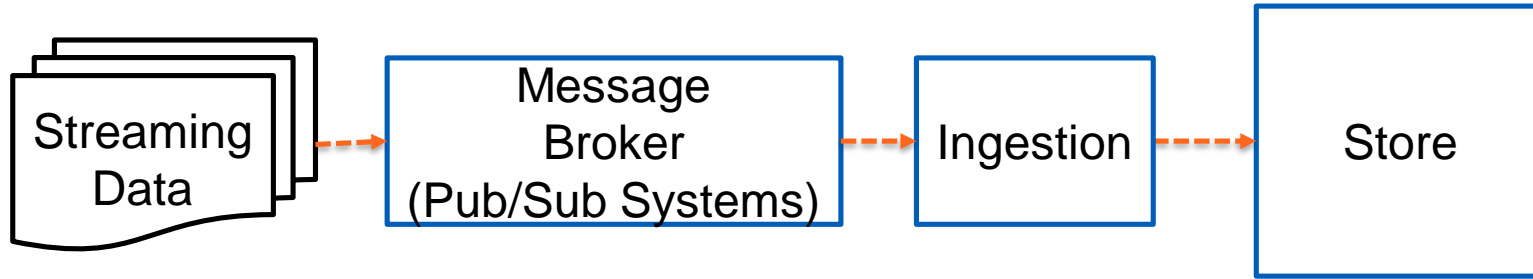 Streaming
Data
Message
Broker
(Pub/Sub Systems)
Ingestion
Store